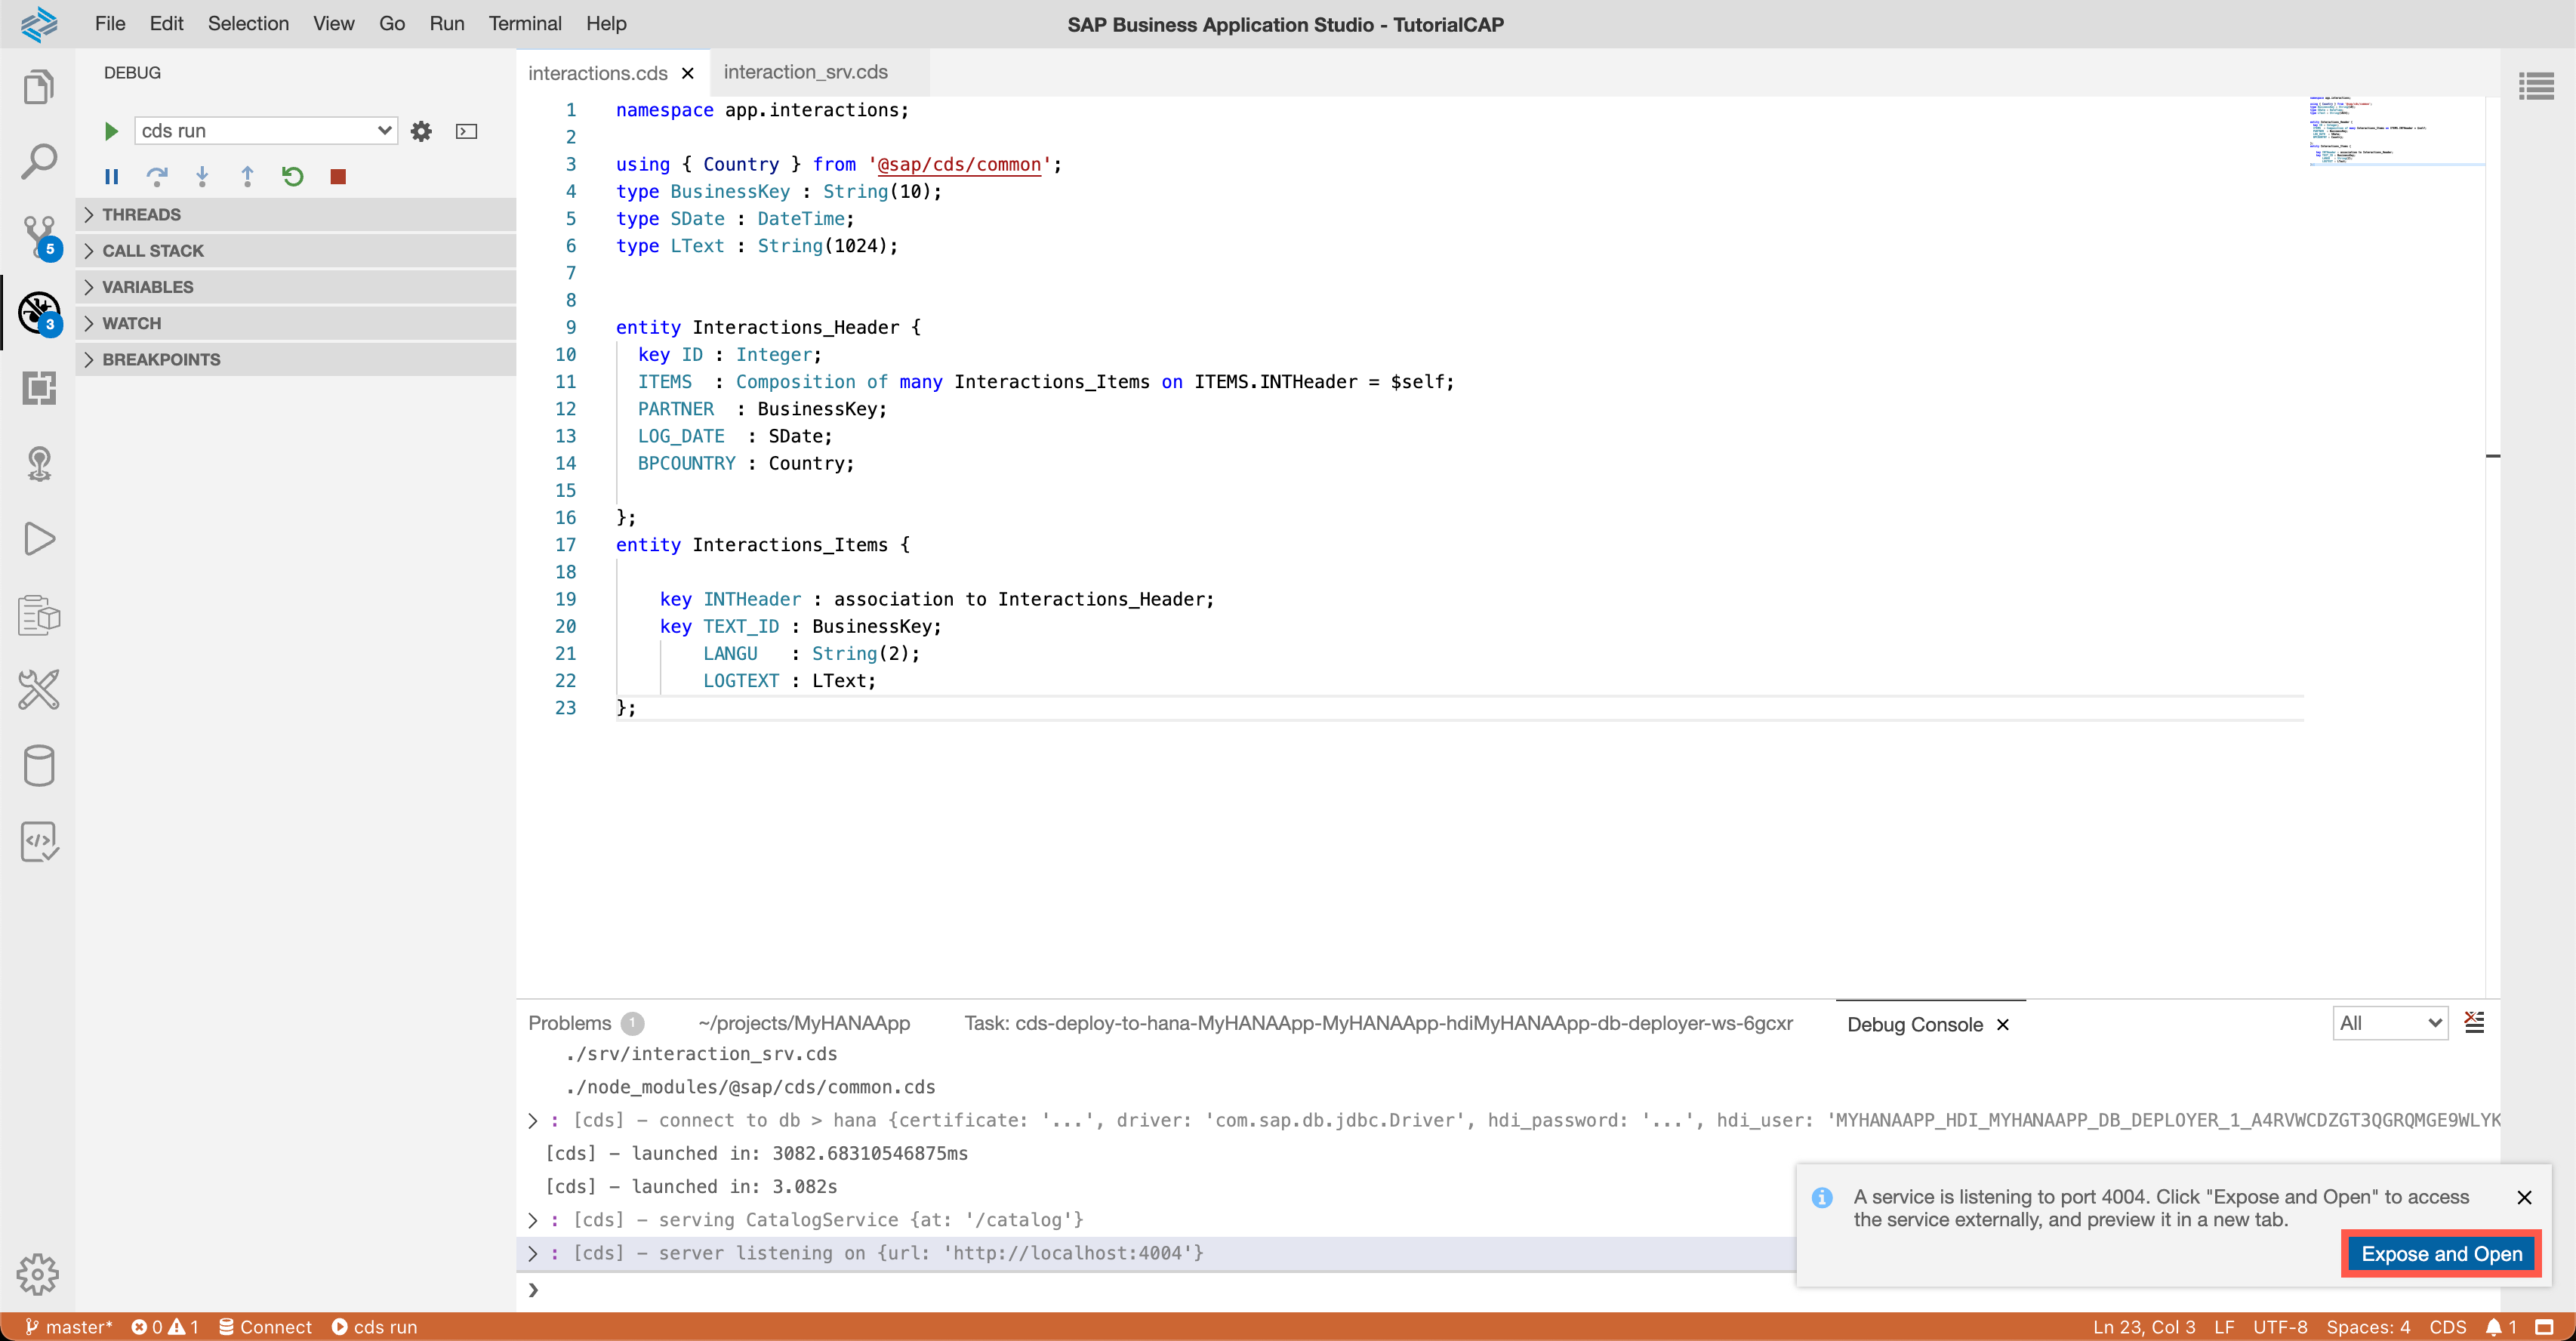 File Edit Selection View Go Run Terminal Help
SAP Business Application Studio - TutorialCAP
DEBUG
cds run
THREADS
CALL STACK
VARIABLES
WATCH
BREAKPOINTS
5
3
interactions.cds
interaction_srv.cds
1 namespace app.interactions;
2
3 using { Country } from '@sap/cds/common';
4 type BusinessKey : String(10);
5 type SDate : DateTime;
6 type LText : String(1024);
7
8
9 entity Interactions_Header {
10 key ID : Integer;
11 ITEMS : Composition of many Interactions_Items on ITEMS.INTHeader = $self;
12 PARTNER : BusinessKey;
13 LOG_DATE : SDate;
14 BPCOUNTRY : Country;
15
16 };
17 entity Interactions_Items {
18
19 key INTHeader : association to Interactions_Header;
20 key TEXT_ID : BusinessKey;
21 LANGU : String(2);
22 LOGTEXT : LText;
23 };
Problems 1 ~/projects/MyHANAApp Task: cds-deploy-to-hana-MyHANAApp-MyHANAApp-hdiMyHANAApp-db-deployer-ws-6gcxr Debug Console All
./srv/interaction_srv.cds
./node_modules/@sap/cds/common.cds
: [cds] - connect to db > hana {certificate: '...', driver: 'com.sap.db.jdbc.Driver', hdi_password: '...', hdi_user: 'MYHANAAPP_HDI_MYHANAAPP_DB_DEPLOYER_1_A4RVWCDZGT3QGRQMGE9WLYK
[cds] - launched in: 3082.68310546875ms
[cds] - launched in: 3.082s
: [cds] - serving CatalogService {at: '/catalog'}
: [cds] - server listening on {url: 'http://localhost:4004'}
A service is listening to port 4004. Click "Expose and Open" to access
the service externally, and preview it in a new tab.
Expose and Open
master* 0 1 Connect cds run
Ln 23, Col 3 LF UTF-8 Spaces: 4 CDS 1